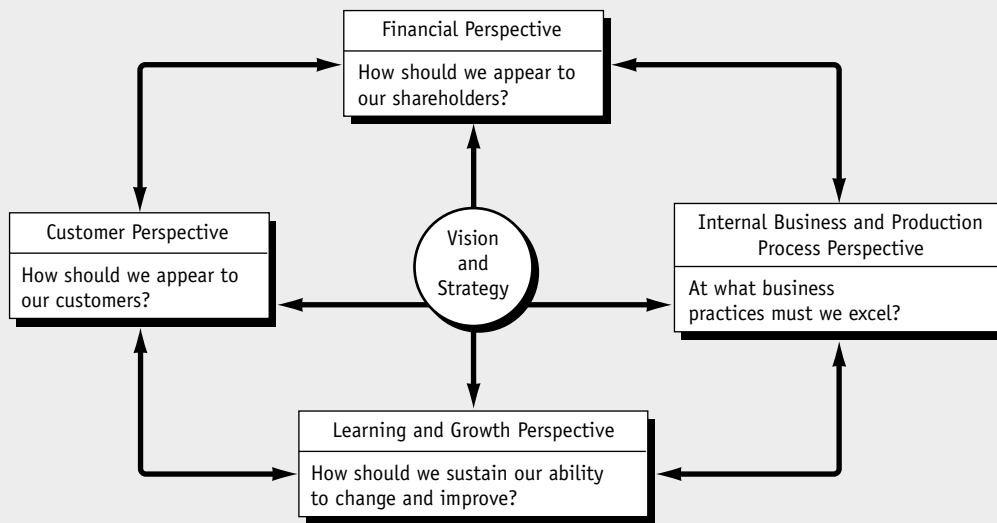 Financial Perspective
How should we appear to
our shareholders?
Customer Perspective
How should we appear to
our customers?
Vision
and
Strategy
Internal Business and Production
Process Perspective
At what business
practices must we excel?
Learning and Growth Perspective
How should we sustain our ability
to change and improve?